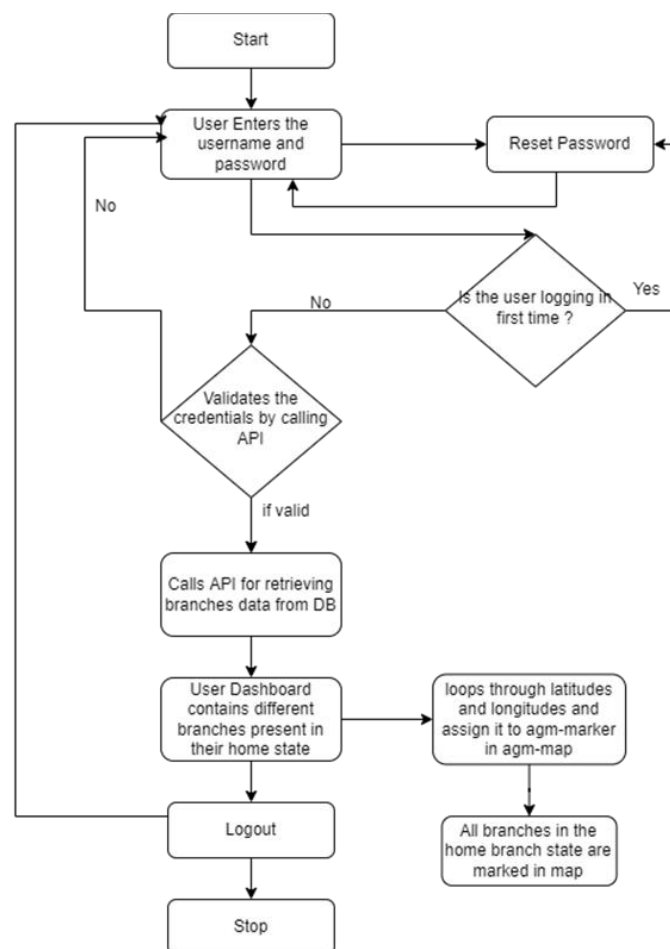 Start
User Enters the
username and
password
Reset Password
No
Is the user logging in
first time ?
Yes
No
Validates the
credentials by calling
API
if valid
Calls API for retrieving
branches data from DB
User Dashboard
contains different
branches present in
their home state
loops through latitudes
and longitudes and
assign it to agm-marker
in agm-map
Logout
All branches in the
home branch state are
marked in map
Stop